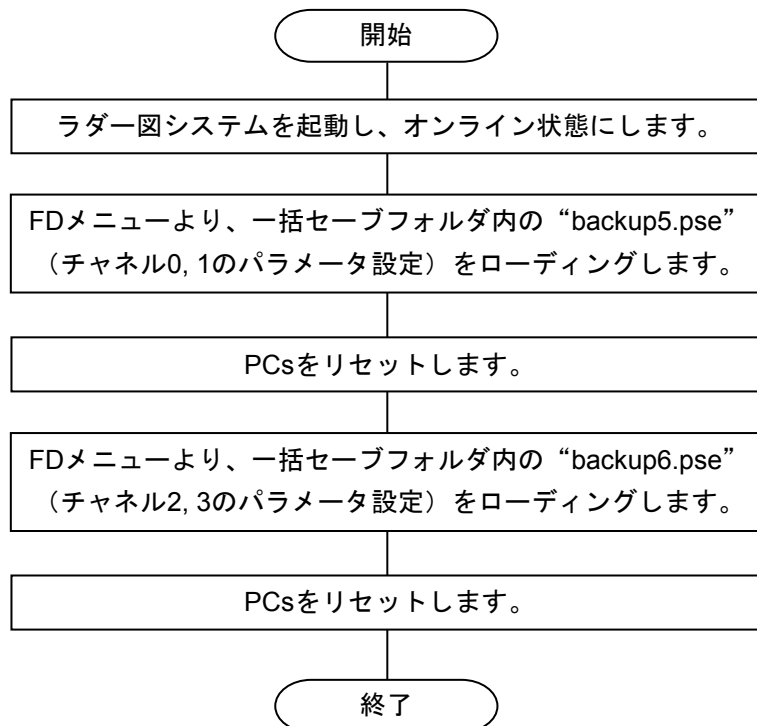 開始
ラダー図システムを起動し、オンライン状態にします。
FDメニューより、一括セーブフォルダ内の“backup5.pse”
（チャネル0, 1のパラメータ設定）をローディングします。
PCsをリセットします。
FDメニューより、一括セーブフォルダ内の“backup6.pse”
（チャネル2, 3のパラメータ設定）をローディングします。
PCsをリセットします。
終了